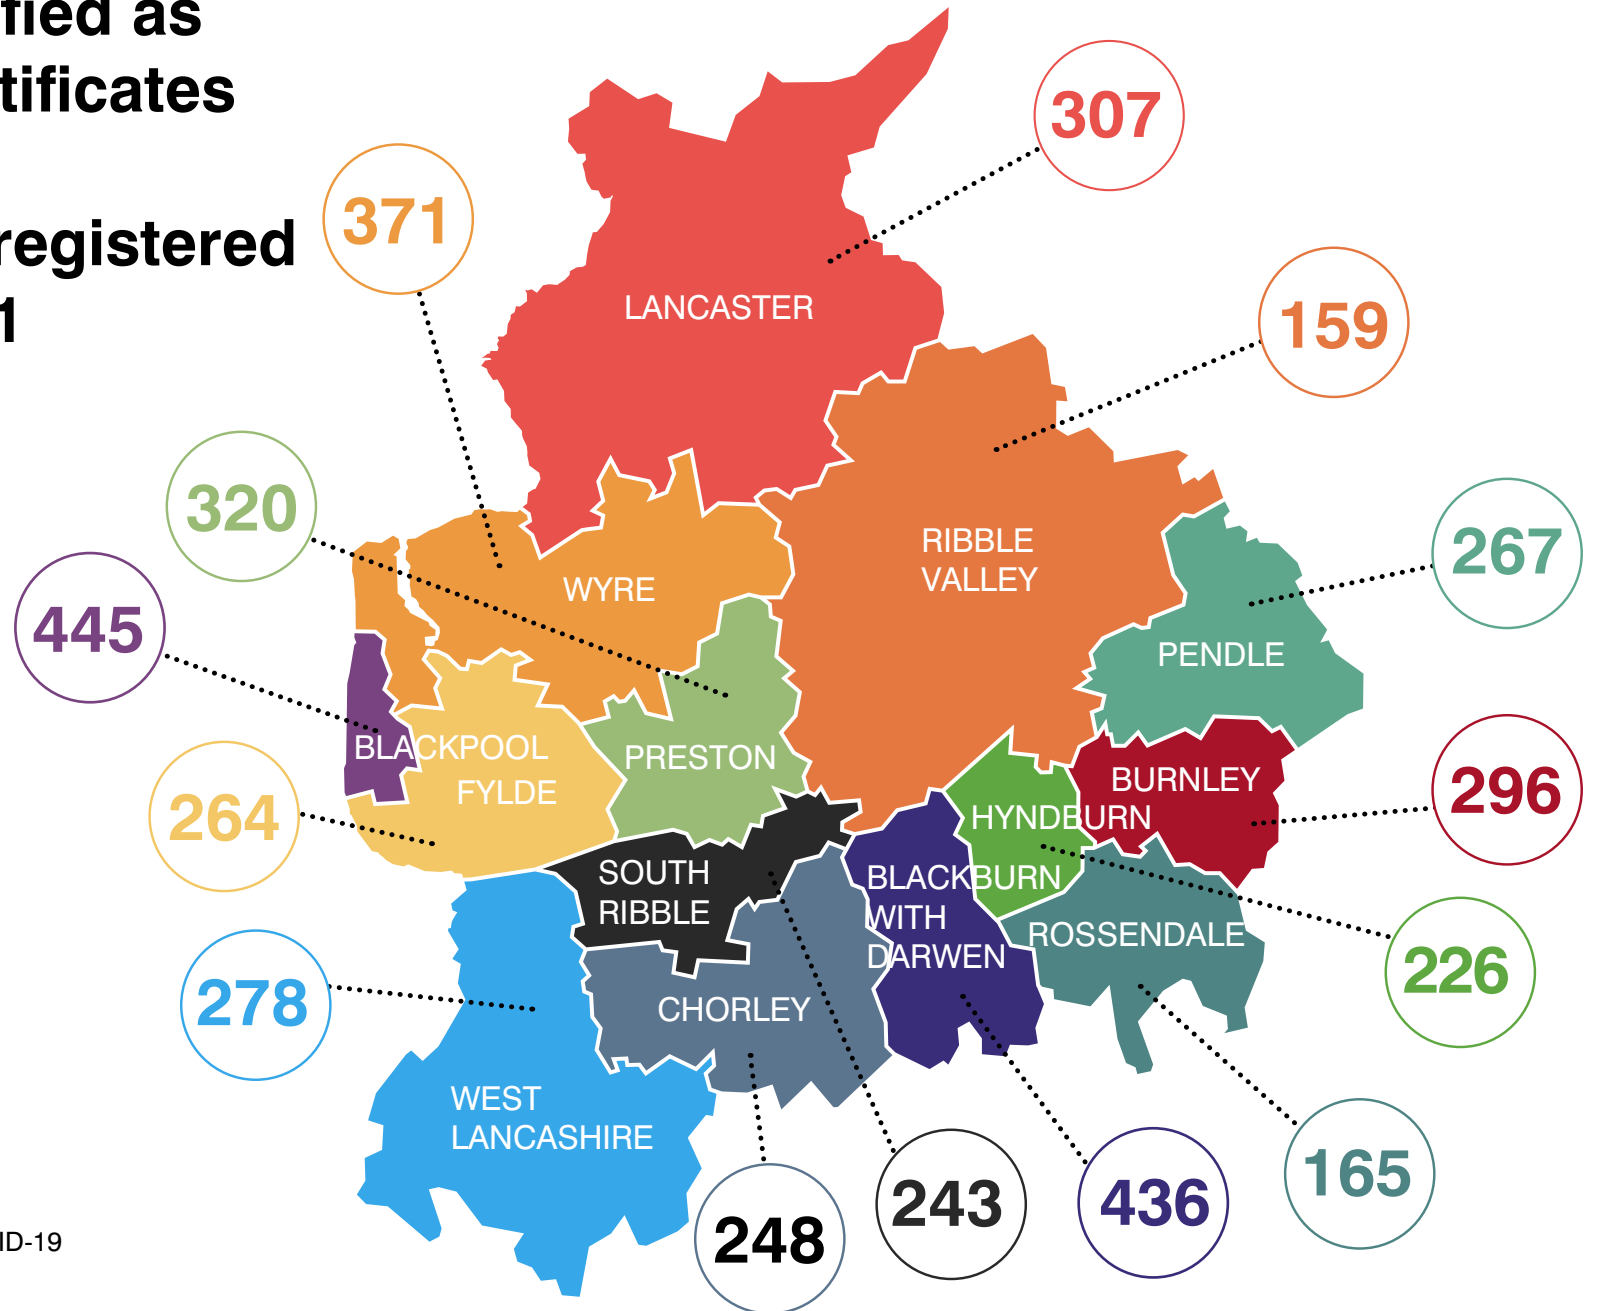 fied as
tificates
registered
1
307
371
159
LANCASTER
320
267
RIBBLE
VALLEY
WYRE
445
PENDLE
BLACKPOOL
PRESTON
FYLDE
BURNLEY
296
264
HYNDBURN
SOUTH
RIBBLE
BLACKBURN
WITH
DARWEN
ROSSENDALE
226
278
CHORLEY
WEST
LANCASHIRE
165
243
436
248
ID-19